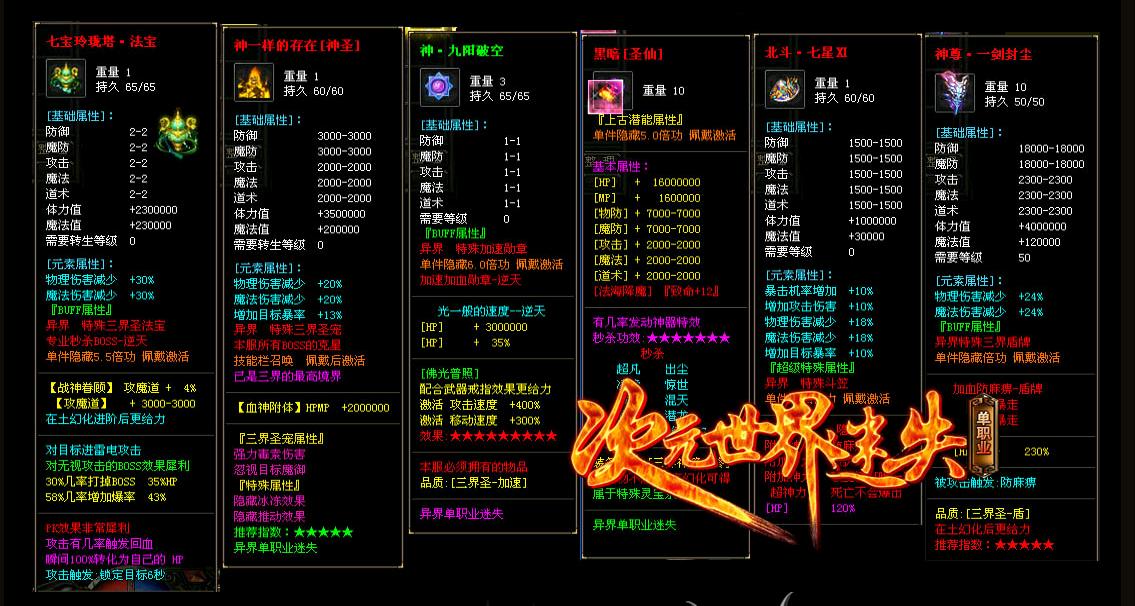 七宝玲珑塔·法宝
重量 1
持久 65/65
[基础属性]:
防御 2-2
魔防 2-2
攻击 2-2
魔法 2-2
道术 2-2
体力值 +2300000
魔法值 +230000
需要转生等级 0
[元素属性]:
物理伤害减少 +30%
魔法伤害减少 +30%
『BUFF属性』
异界 特殊三界圣法宝
专业秒杀BOSS-逆天
单件隐藏5.5倍功 佩戴激活
【战神眷顾】 攻魔道 + 4%
【攻魔道】 + 3000-3000
在土幻化进阶后更给力
对目标进雷电攻击
对无视攻击的BOSS效果犀利
30%几率打掉BOSS 35%HP
58%几率增加爆率 43%
PK效果非常犀利
攻击有几率触发回血
瞬间100%转化为自己的 HP
攻击触发:锁定目标6秒
神一样的存在[神圣]
重量 1
持久 60/60
[基础属性]:
防御 3000-3000
魔防 3000-3000
攻击 2000-2000
魔法 2000-2000
道术 2000-2000
体力值 +3500000
魔法值 +200000
需要转生等级 0
[元素属性]:
物理伤害减少 +20%
魔法伤害减少 +20%
增加目标暴率 +13%
异界 特殊三界圣宠
本服所有BOSS的克星
技能栏召唤 佩戴后激活
己是三界的最高境界
【血神附体】HPMP +2000000
『三界圣宠属性』
强力毒素伤害
忽视目标魔御
『特殊属性』
隐藏冰冻效果
隐藏推动效果
推荐指数:★★★★★
异界单职业迷失
神·九阳破空
重量 3
持久 65/65
[基础属性]:
防御 1-1
魔防 1-1
攻击 1-1
魔法 1-1
道术 1-1
需要等级 0
『BUFF属性』
异界 特殊加速勋章
单件隐藏6.0倍功 佩戴激活
加速加血勋章-逆天
光一般的速度--逆天
[HP] + 3000000
[HP] + 35%
[佛光普照]
配合武器戒指效果更给力
激活 攻击速度 +400%
激活 移动速度 +300%
效果:★★★★★★★★★
本服必须拥有的物品
品质:[三界圣-加速]
异界单职业迷失
黑暗[圣仙]
重量 10
『上古潜能属性』
单件隐藏5.0倍功 佩戴激活
基本属性:
[HP] + 16000000
[MP] + 1600000
[物防] + 7000-7000
[魔防] + 7000-7000
[攻击] + 2000-2000
[魔法] + 2000-2000
[道术] + 2000-2000
[法海降魔] 『致命+12』
有几率发动神器特效
秒杀功效:★★★★★★★
秒杀
超凡 出尘
惊世
混天
属于特殊灵宝
异界单职业迷失
北斗·七星XI
重量 1
持久 60/60
[基础属性]:
防御 1500-1500
魔防 1500-1500
攻击 1500-1500
魔法 1500-1500
道术 1500-1500
体力值 +1000000
魔法值 +30000
需要等级 0
[元素属性]:
暴击机率增加 +10%
增加攻击伤害 +10%
物理伤害减少 +18%
魔法伤害减少 +18%
增加目标暴率 +10%
『超级特殊属性』
异界 特殊斗笠
佩戴激活
超神力
死亡不会爆出
[HP] 120%
神尊·一剑封尘
重量 10
持久 50/50
[基础属性]:
防御 18000-18000
魔防 18000-18000
攻击 2300-2300
魔法 2300-2300
道术 2300-2300
体力值 +4000000
魔法值 +120000
需要等级 50
[元素属性]:
物理伤害减少 +24%
魔法伤害减少 +24%
『BUFF属性』
异界特殊三界盾牌
单件隐藏倍功 佩戴激活
加血防麻痹-盾牌
暴走
230%
被攻击触发:防麻痹
品质:[三界圣-盾]
在土幻化后更给力
推荐指数:★★★★★
次元世界迷失
单职业